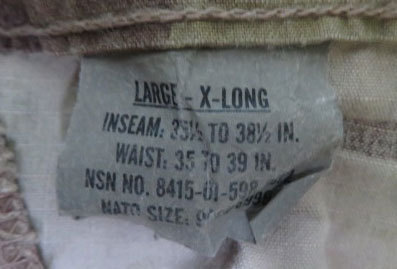 LARGE - X-LONG
INSEAM: 35½ TO 38½ IN.
WAIST: 35 TO 39 IN.
NSN NO. 8415-01-598
NATO SIZE: